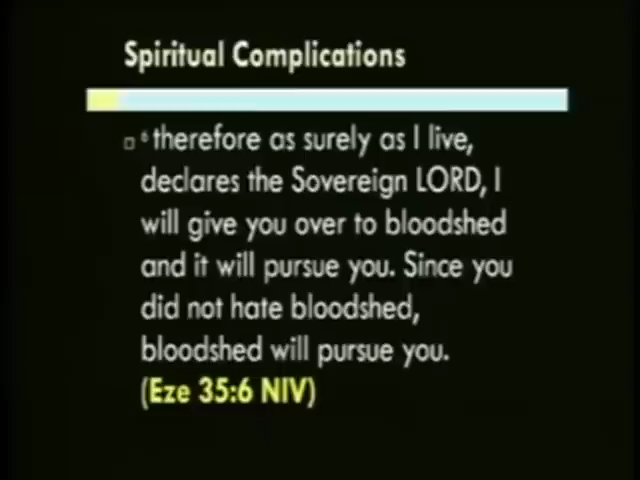 Spiritual Complications
⁶ therefore as surely as I live,
declares the Sovereign LORD, I
will give you over to bloodshed
and it will pursue you. Since you
did not hate bloodshed,
bloodshed will pursue you.
(Eze 35:6 NIV)